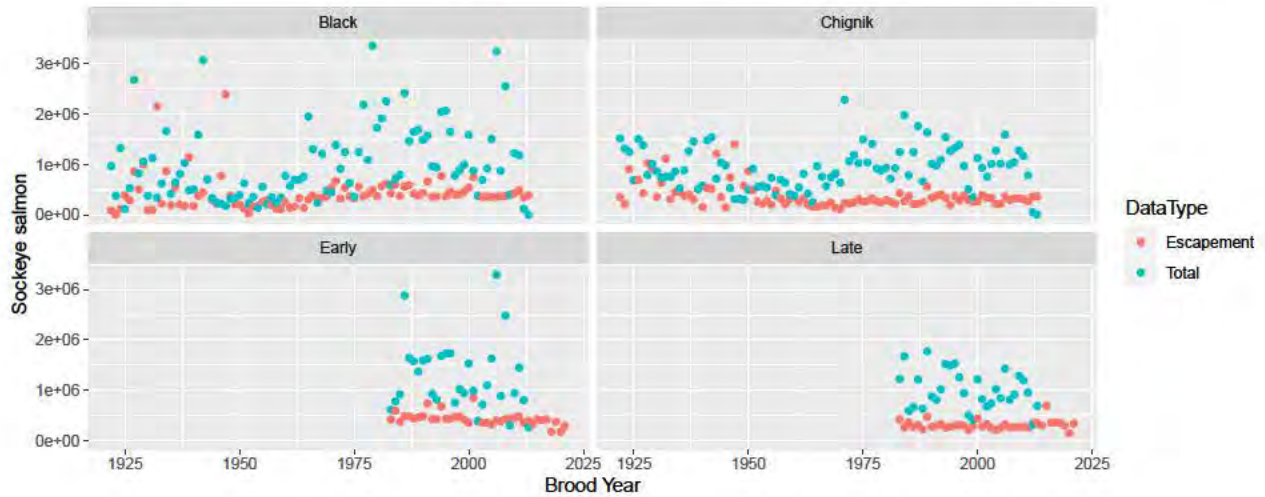 Black
Chignik
3e+06
2e+06
1e+06
0e+00
Early
Late
3e+06
2e+06
1e+06
0e+00
1925 1950 1975 2000 2025
1925 1950 1975 2000 2025
Sockeye salmon
Brood Year
DataType
Escapement
Total